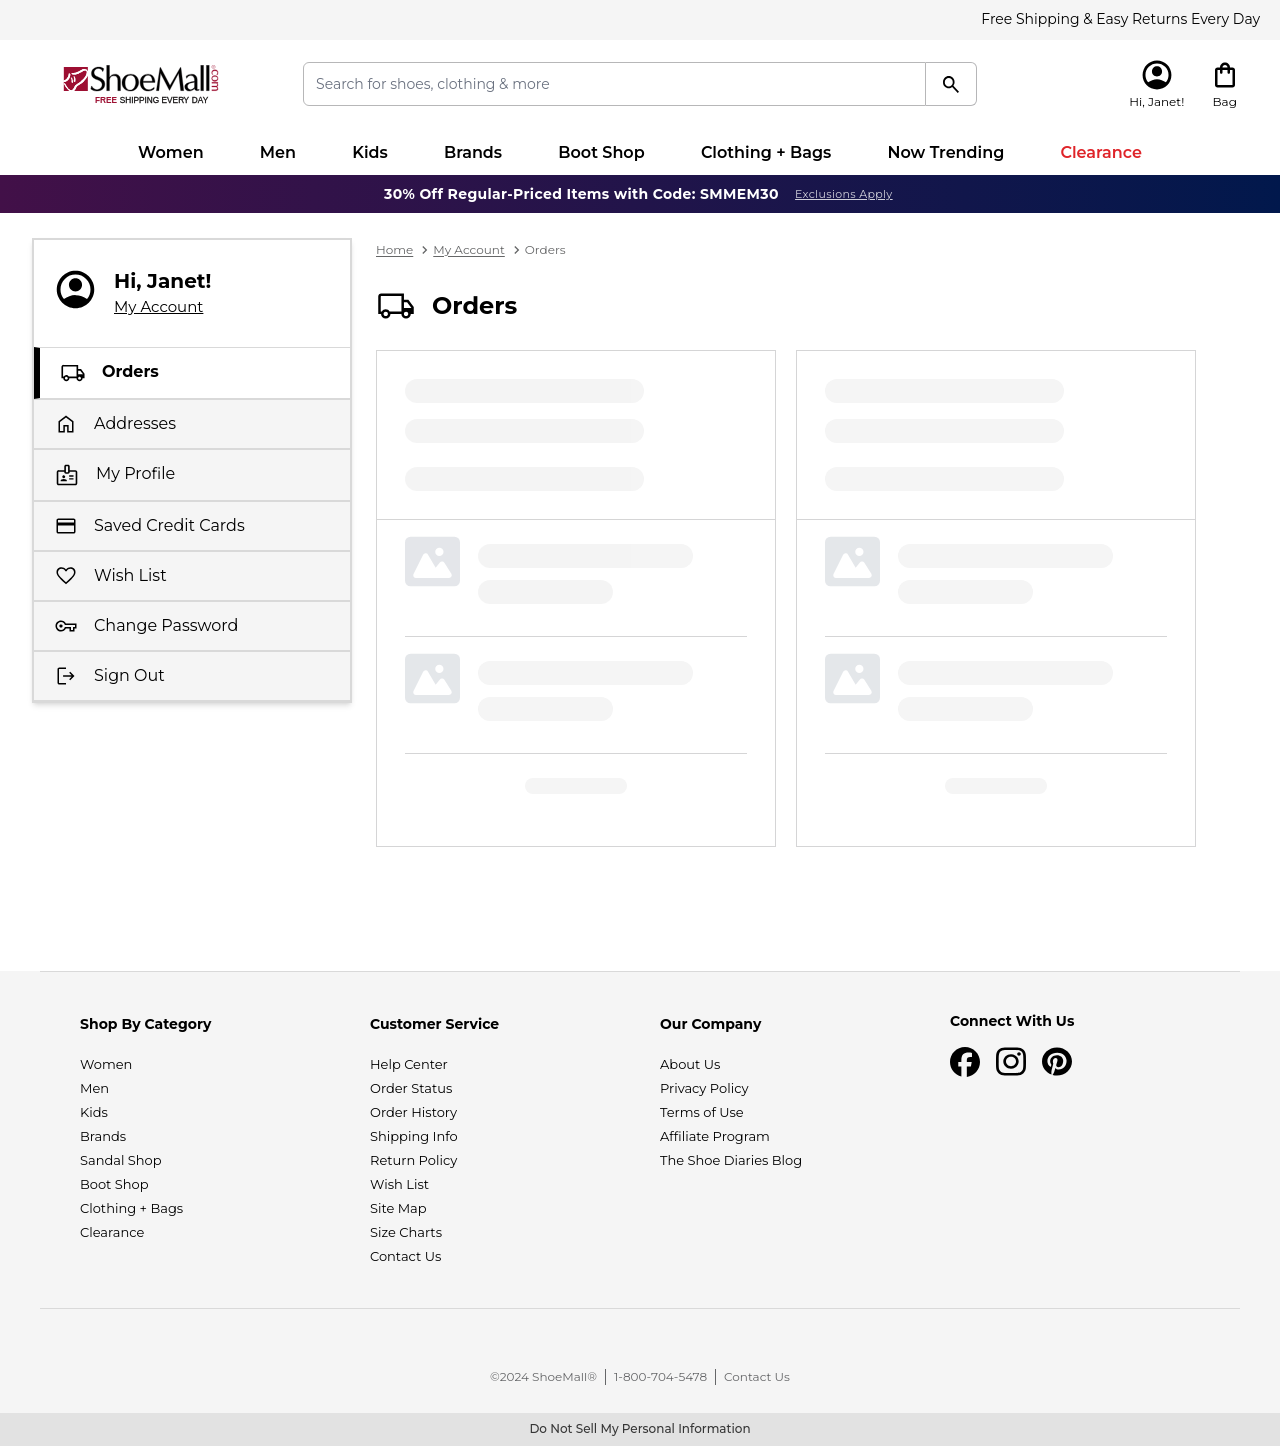 Free Shipping & Easy Returns Every Day
ShoeMall.com
FREE SHIPPING EVERY DAY
Search for shoes, clothing & more
Hi, Janet!
Bag
Women
Men
Kids
Brands
Boot Shop
Clothing + Bags
Now Trending
Clearance
30% Off Regular-Priced Items with Code: SMMEM30 Exclusions Apply
Hi, Janet!
My Account
Orders
Addresses
My Profile
Saved Credit Cards
Wish List
Change Password
Sign Out
Home > My Account > Orders
Orders
Shop By Category
Women
Men
Kids
Brands
Sandal Shop
Boot Shop
Clothing + Bags
Clearance
Customer Service
Help Center
Order Status
Order History
Shipping Info
Return Policy
Wish List
Site Map
Size Charts
Contact Us
Our Company
About Us
Privacy Policy
Terms of Use
Affiliate Program
The Shoe Diaries Blog
Connect With Us
©2024 ShoeMall® | 1-800-704-5478 | Contact Us
Do Not Sell My Personal Information